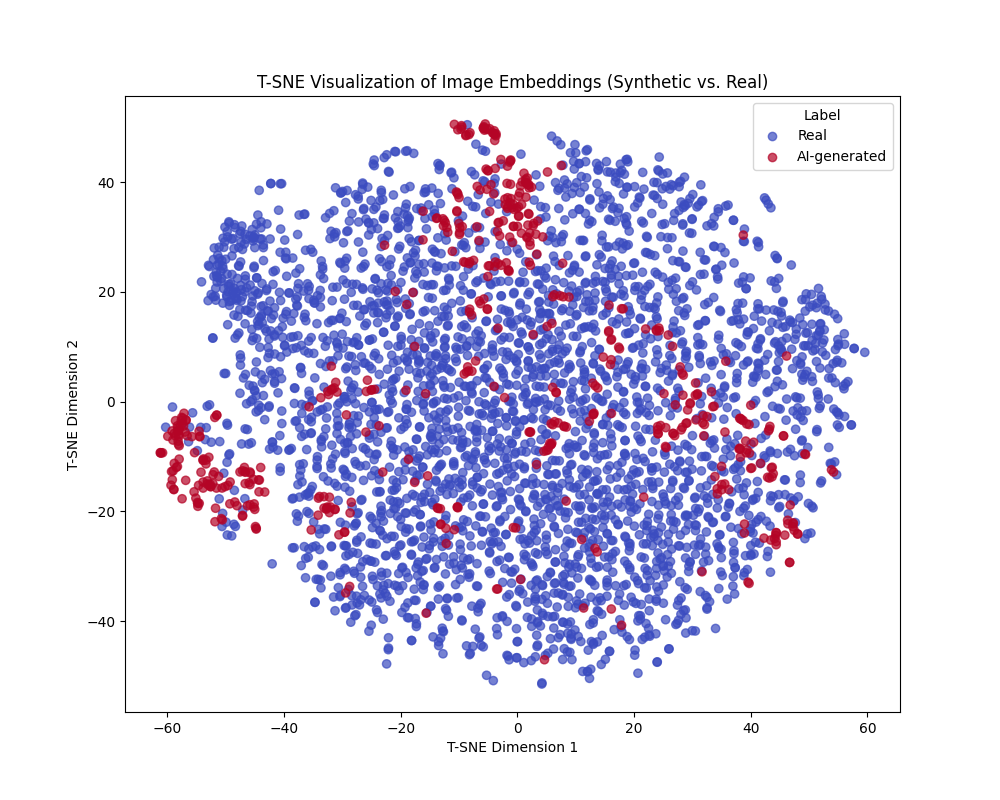 T-SNE Visualization of Image Embeddings (Synthetic vs. Real)
Label
Real
AI-generated
40
20
0
−20
−40
T-SNE Dimension 2
−60 −40 −20 0 20 40 60
T-SNE Dimension 1